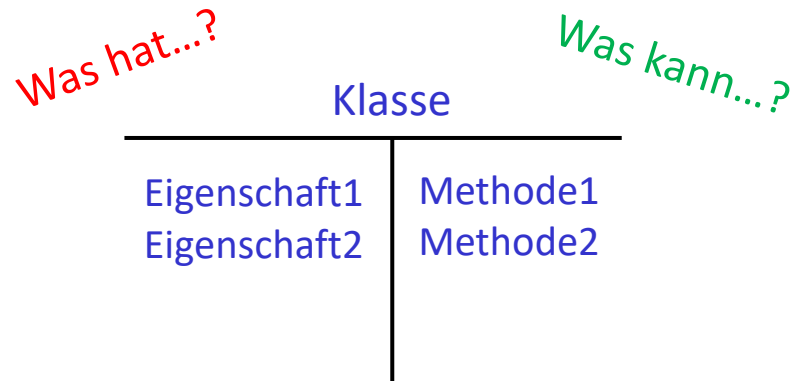 Was hat...?
Was kann...?
Klasse
Eigenschaft1
Eigenschaft2
Methode1
Methode2